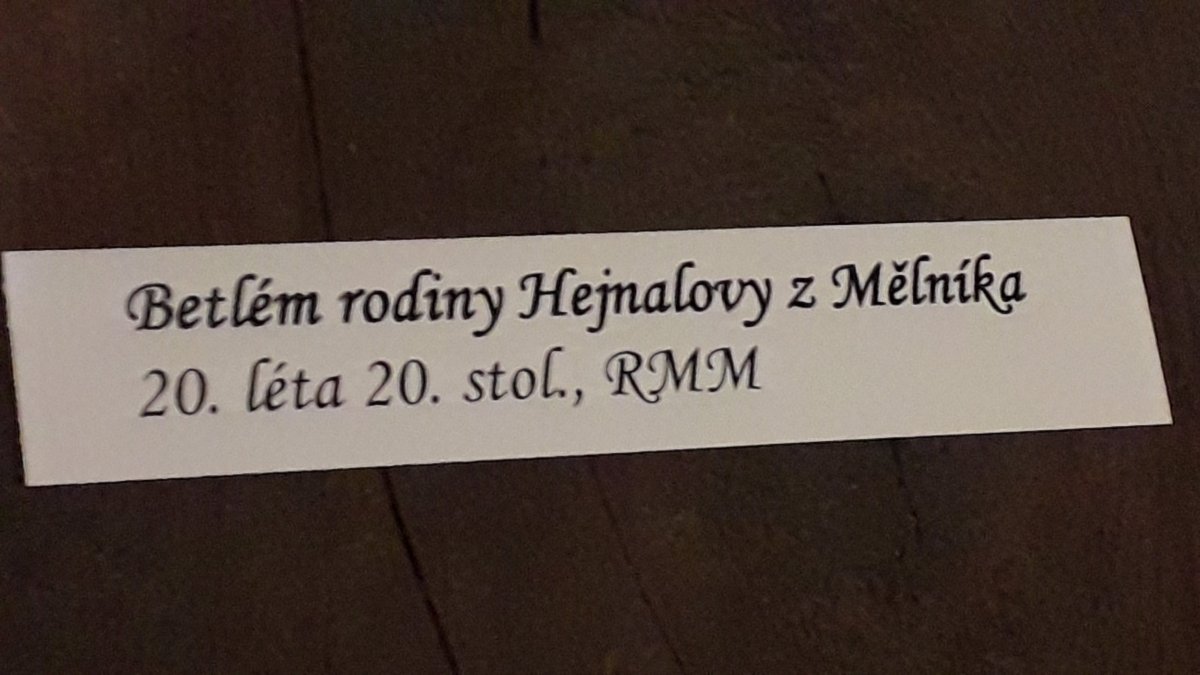 Betlém rodiny Hejnalovy z Mělníka
20. léta 20. stol., RMM